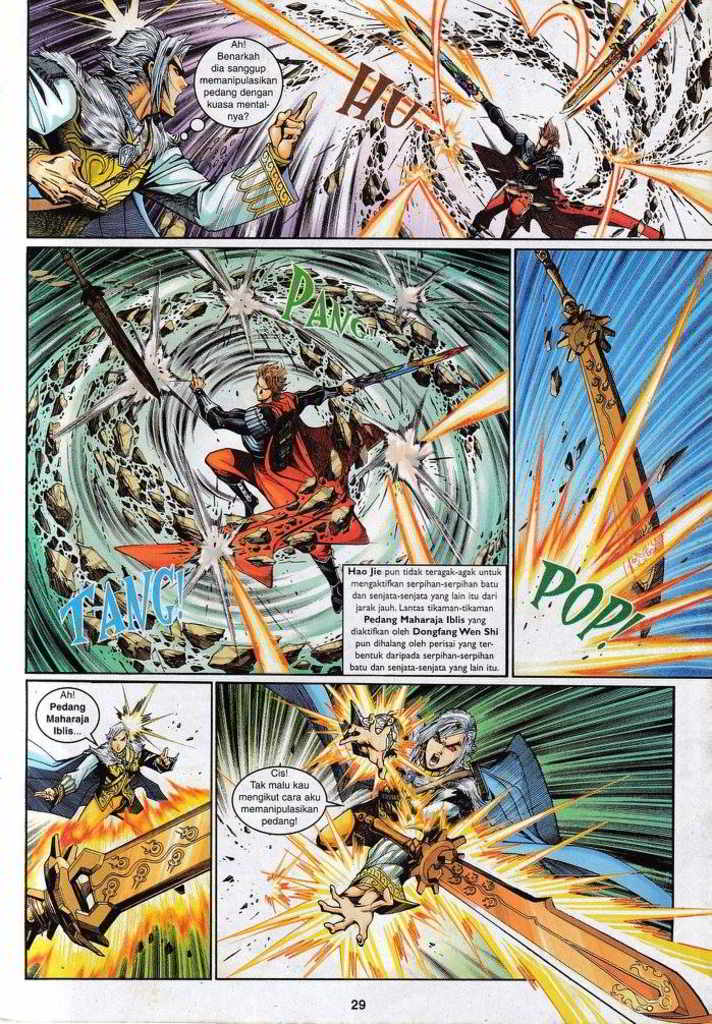 Ah!
Benarkah
dia sanggup
memanipulasikan
pedang dengan
kuasa mental-
nya?
HU
PANG
TANG!
Hao Jie pun tidak teragak-agak untuk
mengaktifkan serpihan-serpihan batu
dan senjata-senjata yang lain itu dari
jarak jauh. Lantas tikaman-tikaman
Pedang Maharaja Iblis yang
diaktifkan oleh Dongfang Wen Shi
pun dihalang oleh perisai yang ter-
bentuk daripada serpihan-serpihan
batu dan senjata-senjata yang lain itu.
POP!
Ah!
Pedang
Maharaja
Iblis...
Cis!
Tak malu kau
mengikut cara aku
memanipulasikan
pedang!
29